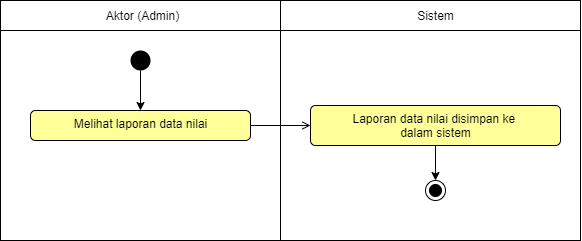 Aktor (Admin)
Sistem
Melihat laporan data nilai
Laporan data nilai disimpan ke
dalam sistem